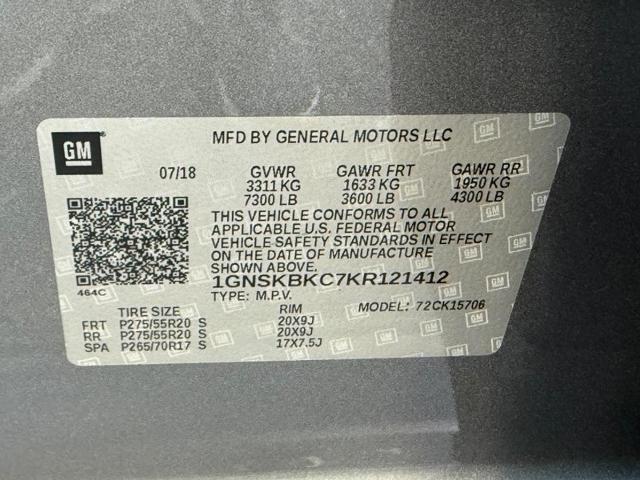 GM
MFD BY GENERAL MOTORS LLC
07/18 GVWR GAWR FRT GAWR RR
3311 KG 1633 KG 1950 KG
7300 LB 3600 LB 4300 LB
THIS VEHICLE CONFORMS TO ALL
APPLICABLE U.S. FEDERAL MOTOR
VEHICLE SAFETY STANDARDS IN EFFECT
ON THE DATE OF MANUFACTURE
SHOWN ABOVE.
464C 1GNSKBKC7KR121412
TYPE: M.P.V. MODEL: 72CK15706
TIRE SIZE RIM
FRT P275/55R20 S 20X9J
RR P275/55R20 S 20X9J
SPA P265/70R17 S 17X7.5J